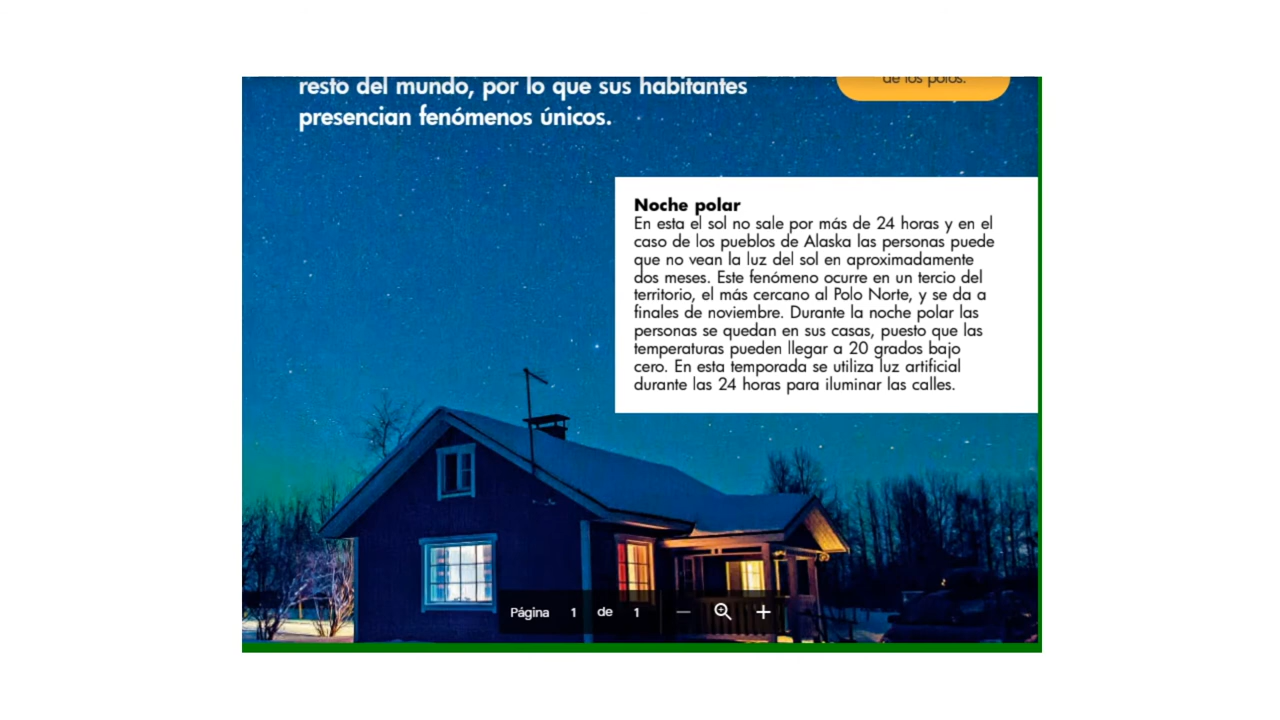 resto del mundo, por lo que sus habitantes
presencian fenómenos únicos.
de los polos.
Noche polar
En esta el sol no sale por más de 24 horas y en el
caso de los pueblos de Alaska las personas puede
que no vean la luz del sol en aproximadamente
dos meses. Este fenómeno ocurre en un tercio del
territorio, el más cercano al Polo Norte, y se da a
finales de noviembre. Durante la noche polar las
personas se quedan en sus casas, puesto que las
temperaturas pueden llegar a 20 grados bajo
cero. En esta temporada se utiliza luz artificial
durante las 24 horas para iluminar las calles.
Página 1 de 1